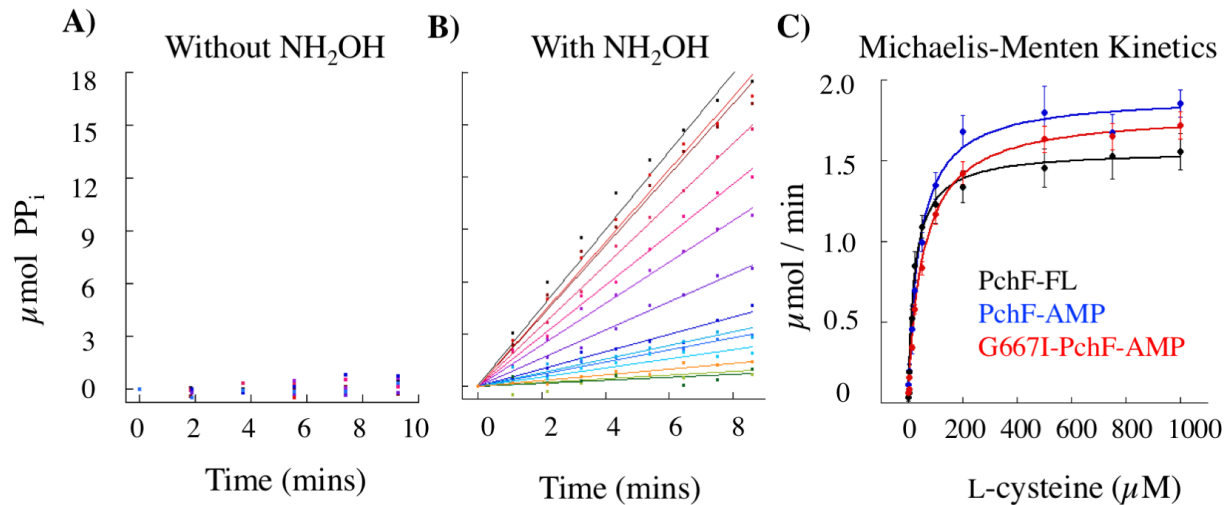 A)
Without NH₂OH
B)
With NH₂OH
C)
Michaelis-Menten Kinetics
µmol PPᵢ
18
15
12
9
6
3
0
0 2 4 6 8 10
Time (mins)
0 2 4 6 8
Time (mins)
µmol / min
2.0
1.5
1.0
0.5
0
PchF-FL
PchF-AMP
G667I-PchF-AMP
0 200 400 600 800 1000
L-cysteine (µM)